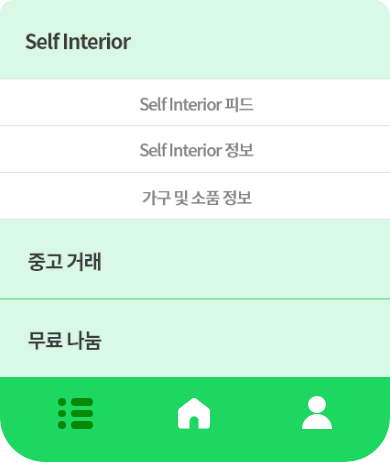 Self Interior
Self Interior 피드
Self Interior 정보
가구 및 소품 정보
중고 거래
무료 나눔